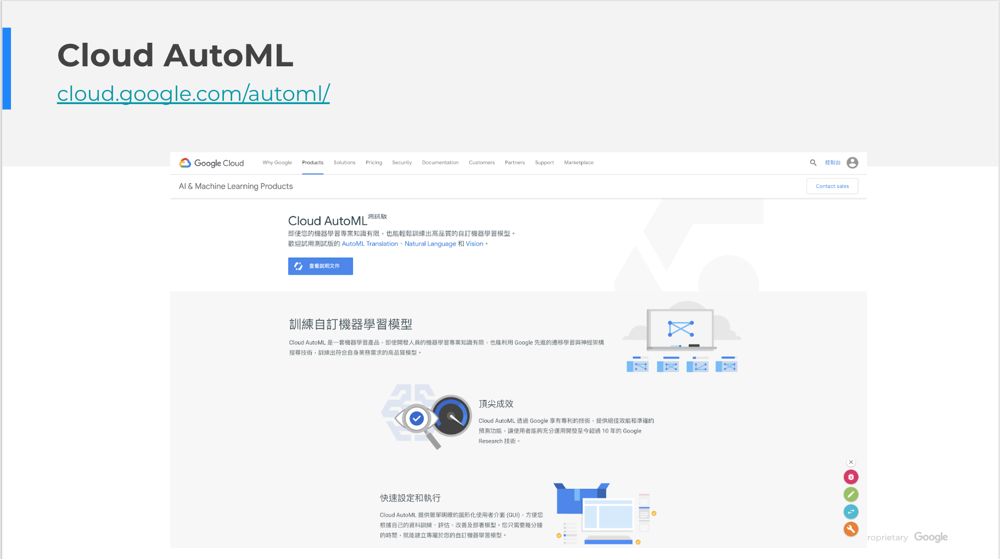 Cloud AutoML
cloud.google.com/automl/
Google Cloud Why Google Products Solutions Pricing Security Documentation Customers Partners Support Marketplace 控制台
AI & Machine Learning Products Contact sales
Cloud AutoML 測試版
即使您的機器學習專業知識有限，也能輕鬆訓練出高品質的自訂機器學習模型。
歡迎試用測試版的 AutoML Translation、Natural Language 和 Vision。
查看說明文件
訓練自訂機器學習模型
Cloud AutoML 是一套機器學習產品，即使開發人員的機器學習專業知識有限，也能利用 Google 先進的遷移學習與神經架構
搜尋技術，訓練出符合自身業務需求的高品質模型。
頂尖成效
Cloud AutoML 透過 Google 享有專利的技術，提供絕佳效能和準確的
預測功能，讓使用者能夠充分運用開發至今超過 10 年的 Google
Research 技術。
快速設定和執行
Cloud AutoML 提供簡單明瞭的圖形化使用者介面 (GUI)，方便您
根據自己的資料訓練、評估、改善及部署模型。您只需要幾分鐘
的時間，就能建立專屬於您的自訂機器學習模型。
roprietary Google